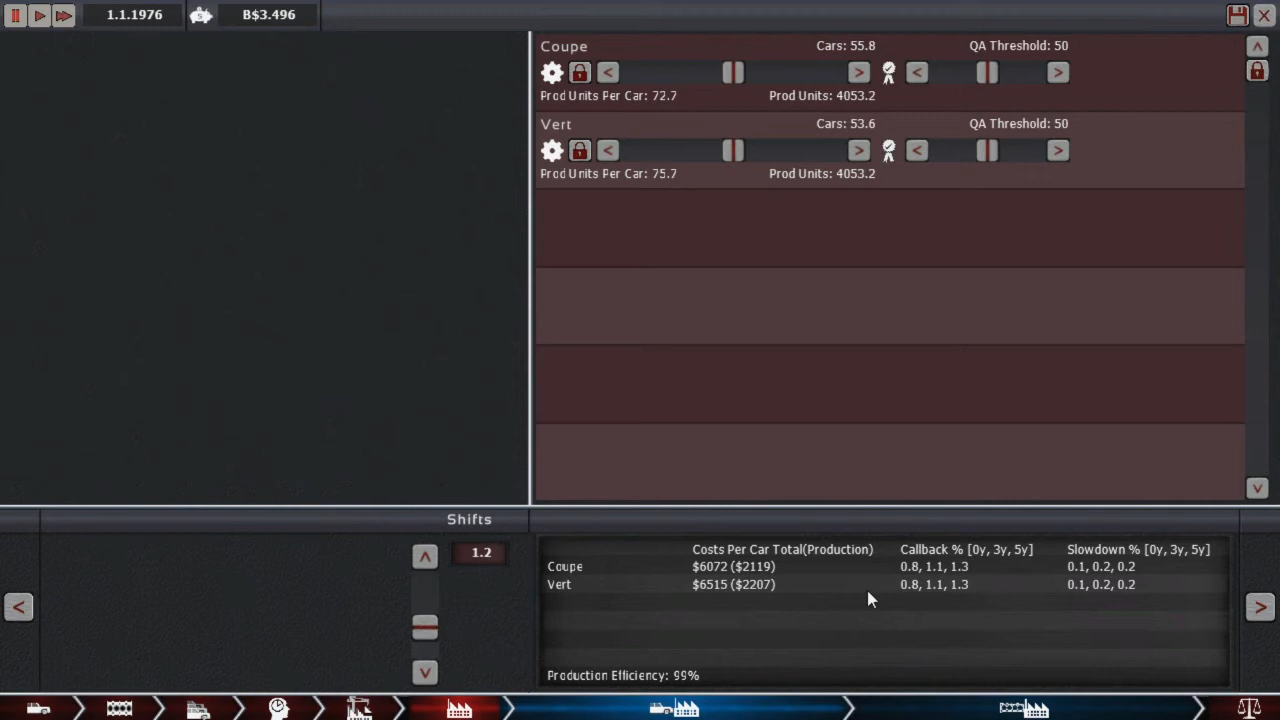 1.1.1976 B$3.496
Coupe Cars: 55.8 QA Threshold: 50
Prod Units Per Car: 72.7 Prod Units: 4053.2
Vert Cars: 53.6 QA Threshold: 50
Prod Units Per Car: 75.7 Prod Units: 4053.2
Shifts
1.2
Costs Per Car Total(Production) Callback % [0y, 3y, 5y] Slowdown % [0y, 3y, 5y]
Coupe $6072 ($2119) 0.8, 1.1, 1.3 0.1, 0.2, 0.2
Vert $6515 ($2207) 0.8, 1.1, 1.3 0.1, 0.2, 0.2
Production Efficiency: 99%